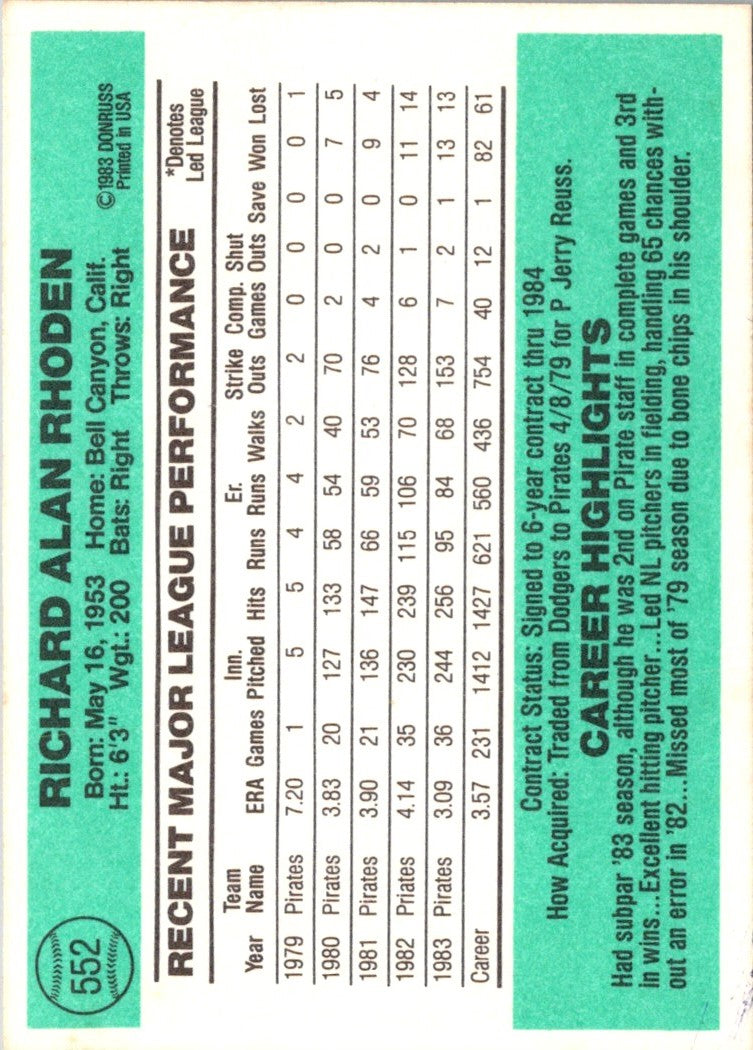 552
RICHARD ALAN RHODEN
Born: May 16, 1953 Home: Bell Canyon, Calif.
Ht.: 6'3" Wgt.: 200 Bats: Right Throws: Right
©1983 DONRUSS
Printed in USA
RECENT MAJOR LEAGUE PERFORMANCE
*Denotes
Led League
Year Team Name ERA Games Inn. Pitched Hits Runs Er. Runs Walks Strike Outs Comp. Games Shut Outs Save Won Lost
1979 Pirates 7.20 1 5 5 4 4 2 2 0 0 0 0 1
1980 Pirates 3.83 20 127 133 58 54 40 70 2 0 0 7 5
1981 Pirates 3.90 21 136 147 66 59 53 76 4 2 0 9 4
1982 Priates 4.14 35 230 239 115 106 70 128 6 1 0 11 14
1983 Pirates 3.09 36 244 256 95 84 68 153 7 2 1 13 13
Career 3.57 231 1412 1427 621 560 436 754 40 12 1 82 61
Contract Status: Signed to 6-year contract thru 1984
How Acquired: Traded from Dodgers to Pirates 4/8/79 for P Jerry Reuss.
CAREER HIGHLIGHTS
Had subpar '83 season, although he was 2nd on Pirate staff in complete games and 3rd
in wins...Excellent hitting pitcher...Led NL pitchers in fielding, handling 65 chances with-
out an error in '82...Missed most of '79 season due to bone chips in his shoulder.